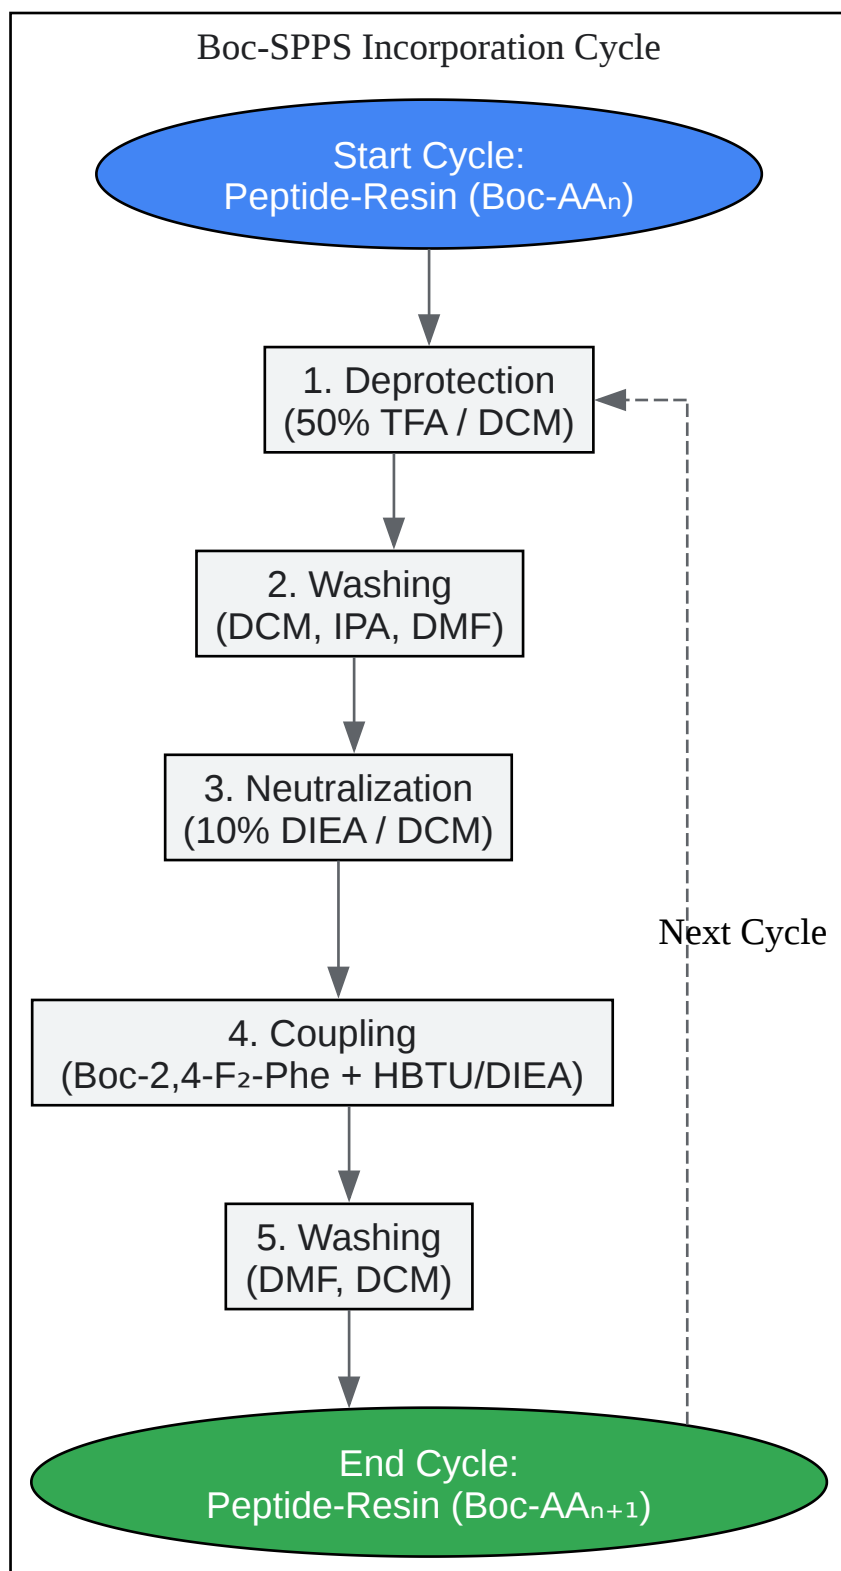 Boc-SPPS Incorporation Cycle
Start Cycle:
Peptide-Resin (Boc-AAₙ)
1. Deprotection
(50% TFA / DCM)
2. Washing
(DCM, IPA, DMF)
3. Neutralization
(10% DIEA / DCM)
Next Cycle
4. Coupling
(Boc-2,4-F₂-Phe + HBTU/DIEA)
5. Washing
(DMF, DCM)
End Cycle:
Peptide-Resin (Boc-AAₙ₊₁)